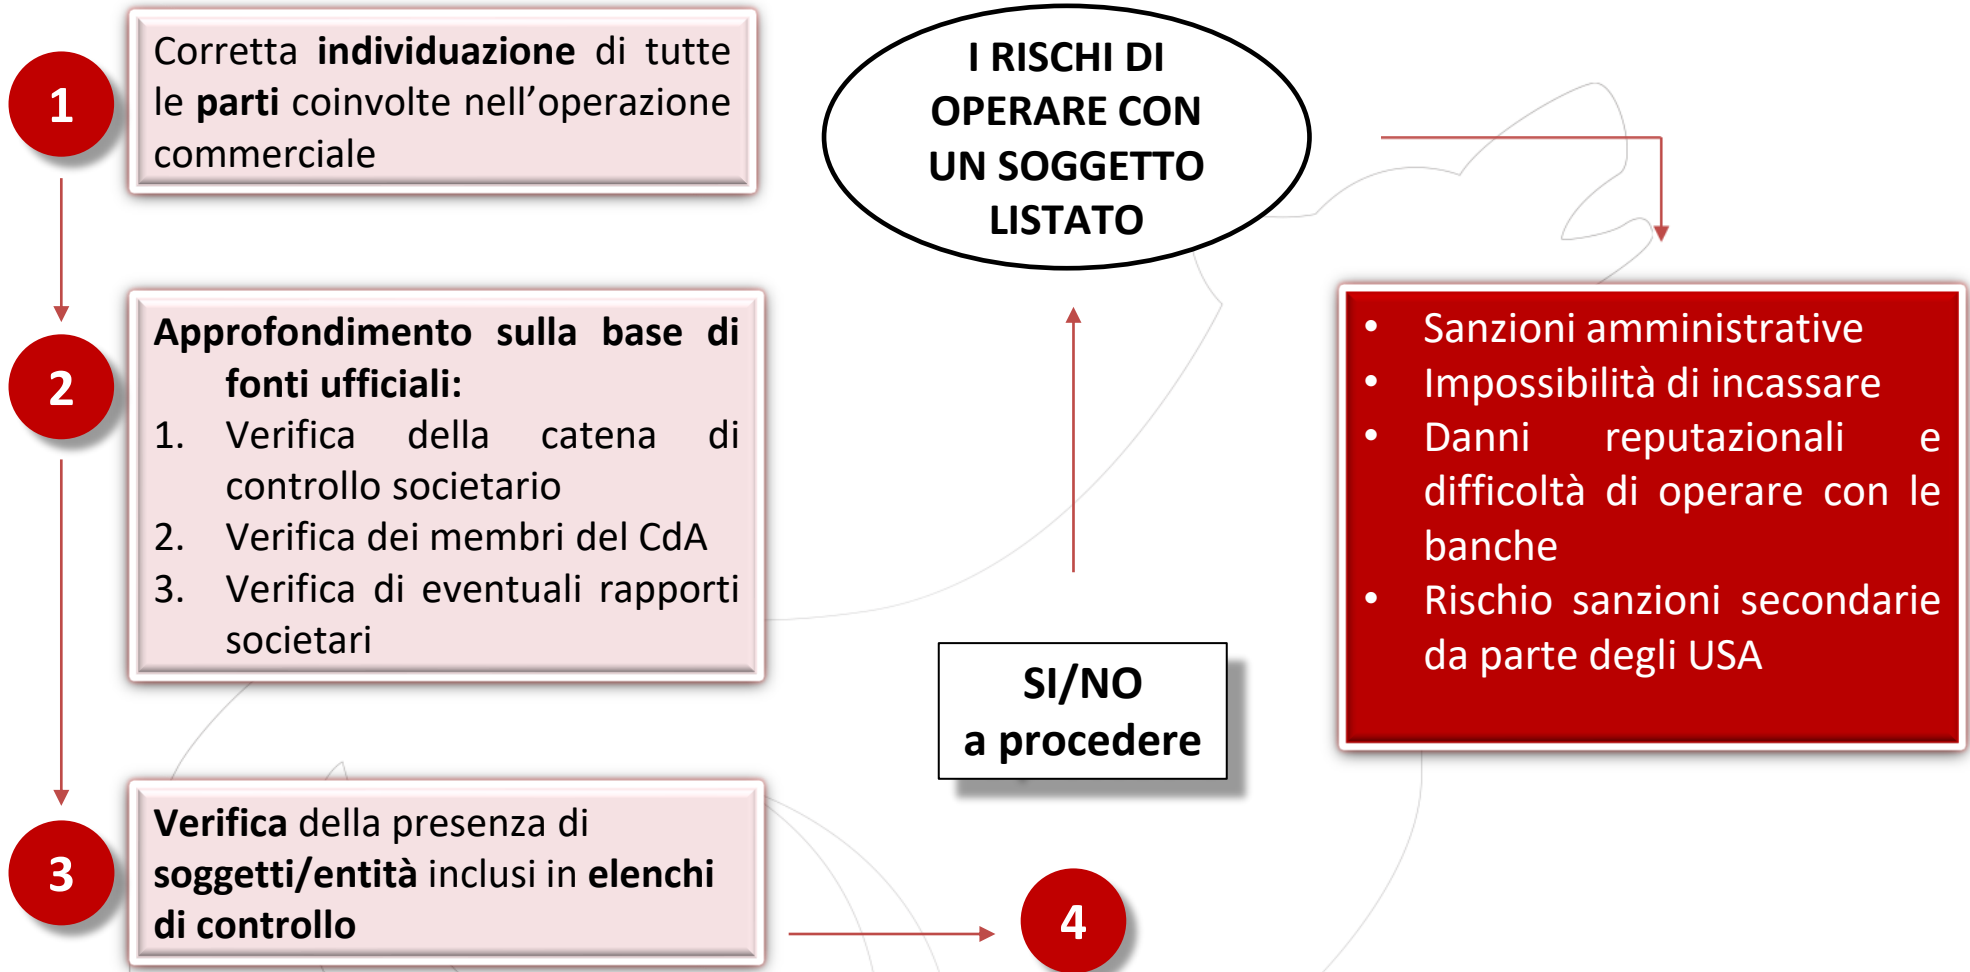 1
Corretta individuazione di tutte
le parti coinvolte nell’operazione
commerciale
2
Approfondimento sulla base di
fonti ufficiali:
1. Verifica della catena di
controllo societario
2. Verifica dei membri del CdA
3. Verifica di eventuali rapporti
societari
3
Verifica della presenza di
soggetti/entità inclusi in elenchi
di controllo
4
SI/NO
a procedere
I RISCHI DI
OPERARE CON
UN SOGGETTO
LISTATO
• Sanzioni amministrative
• Impossibilità di incassare
• Danni reputazionali e
difficoltà di operare con le
banche
• Rischio sanzioni secondarie
da parte degli USA